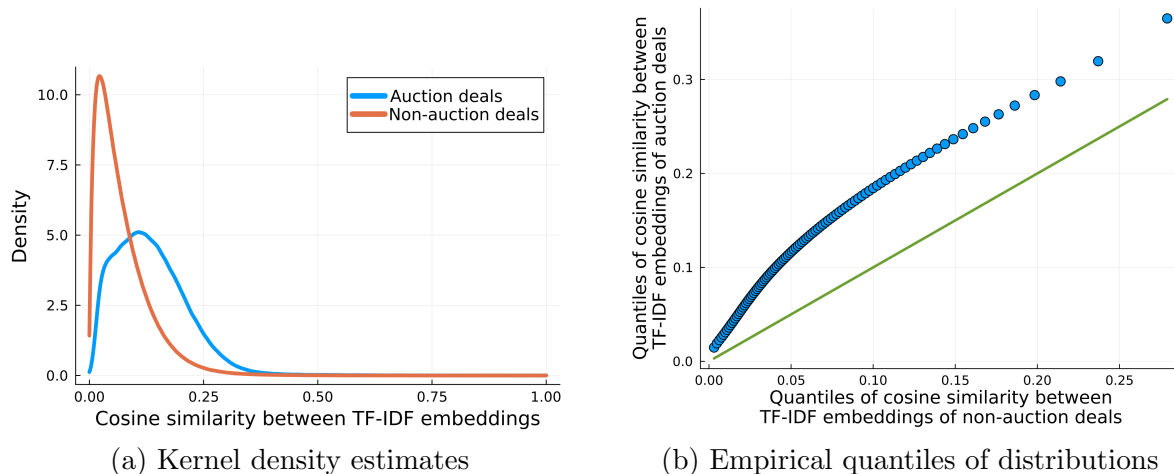 10.0
7.5
5.0
2.5
0.0
Density
Auction deals
Non-auction deals
0.00
0.25
0.50
0.75
1.00
Cosine similarity between TF-IDF embeddings
(a) Kernel density estimates
Quantiles of cosine similarity between
TF-IDF embeddings of auction deals
0.3
0.2
0.1
0.0
0.00
0.05
0.10
0.15
0.20
0.25
Quantiles of cosine similarity between
TF-IDF embeddings of non-auction deals
(b) Empirical quantiles of distributions